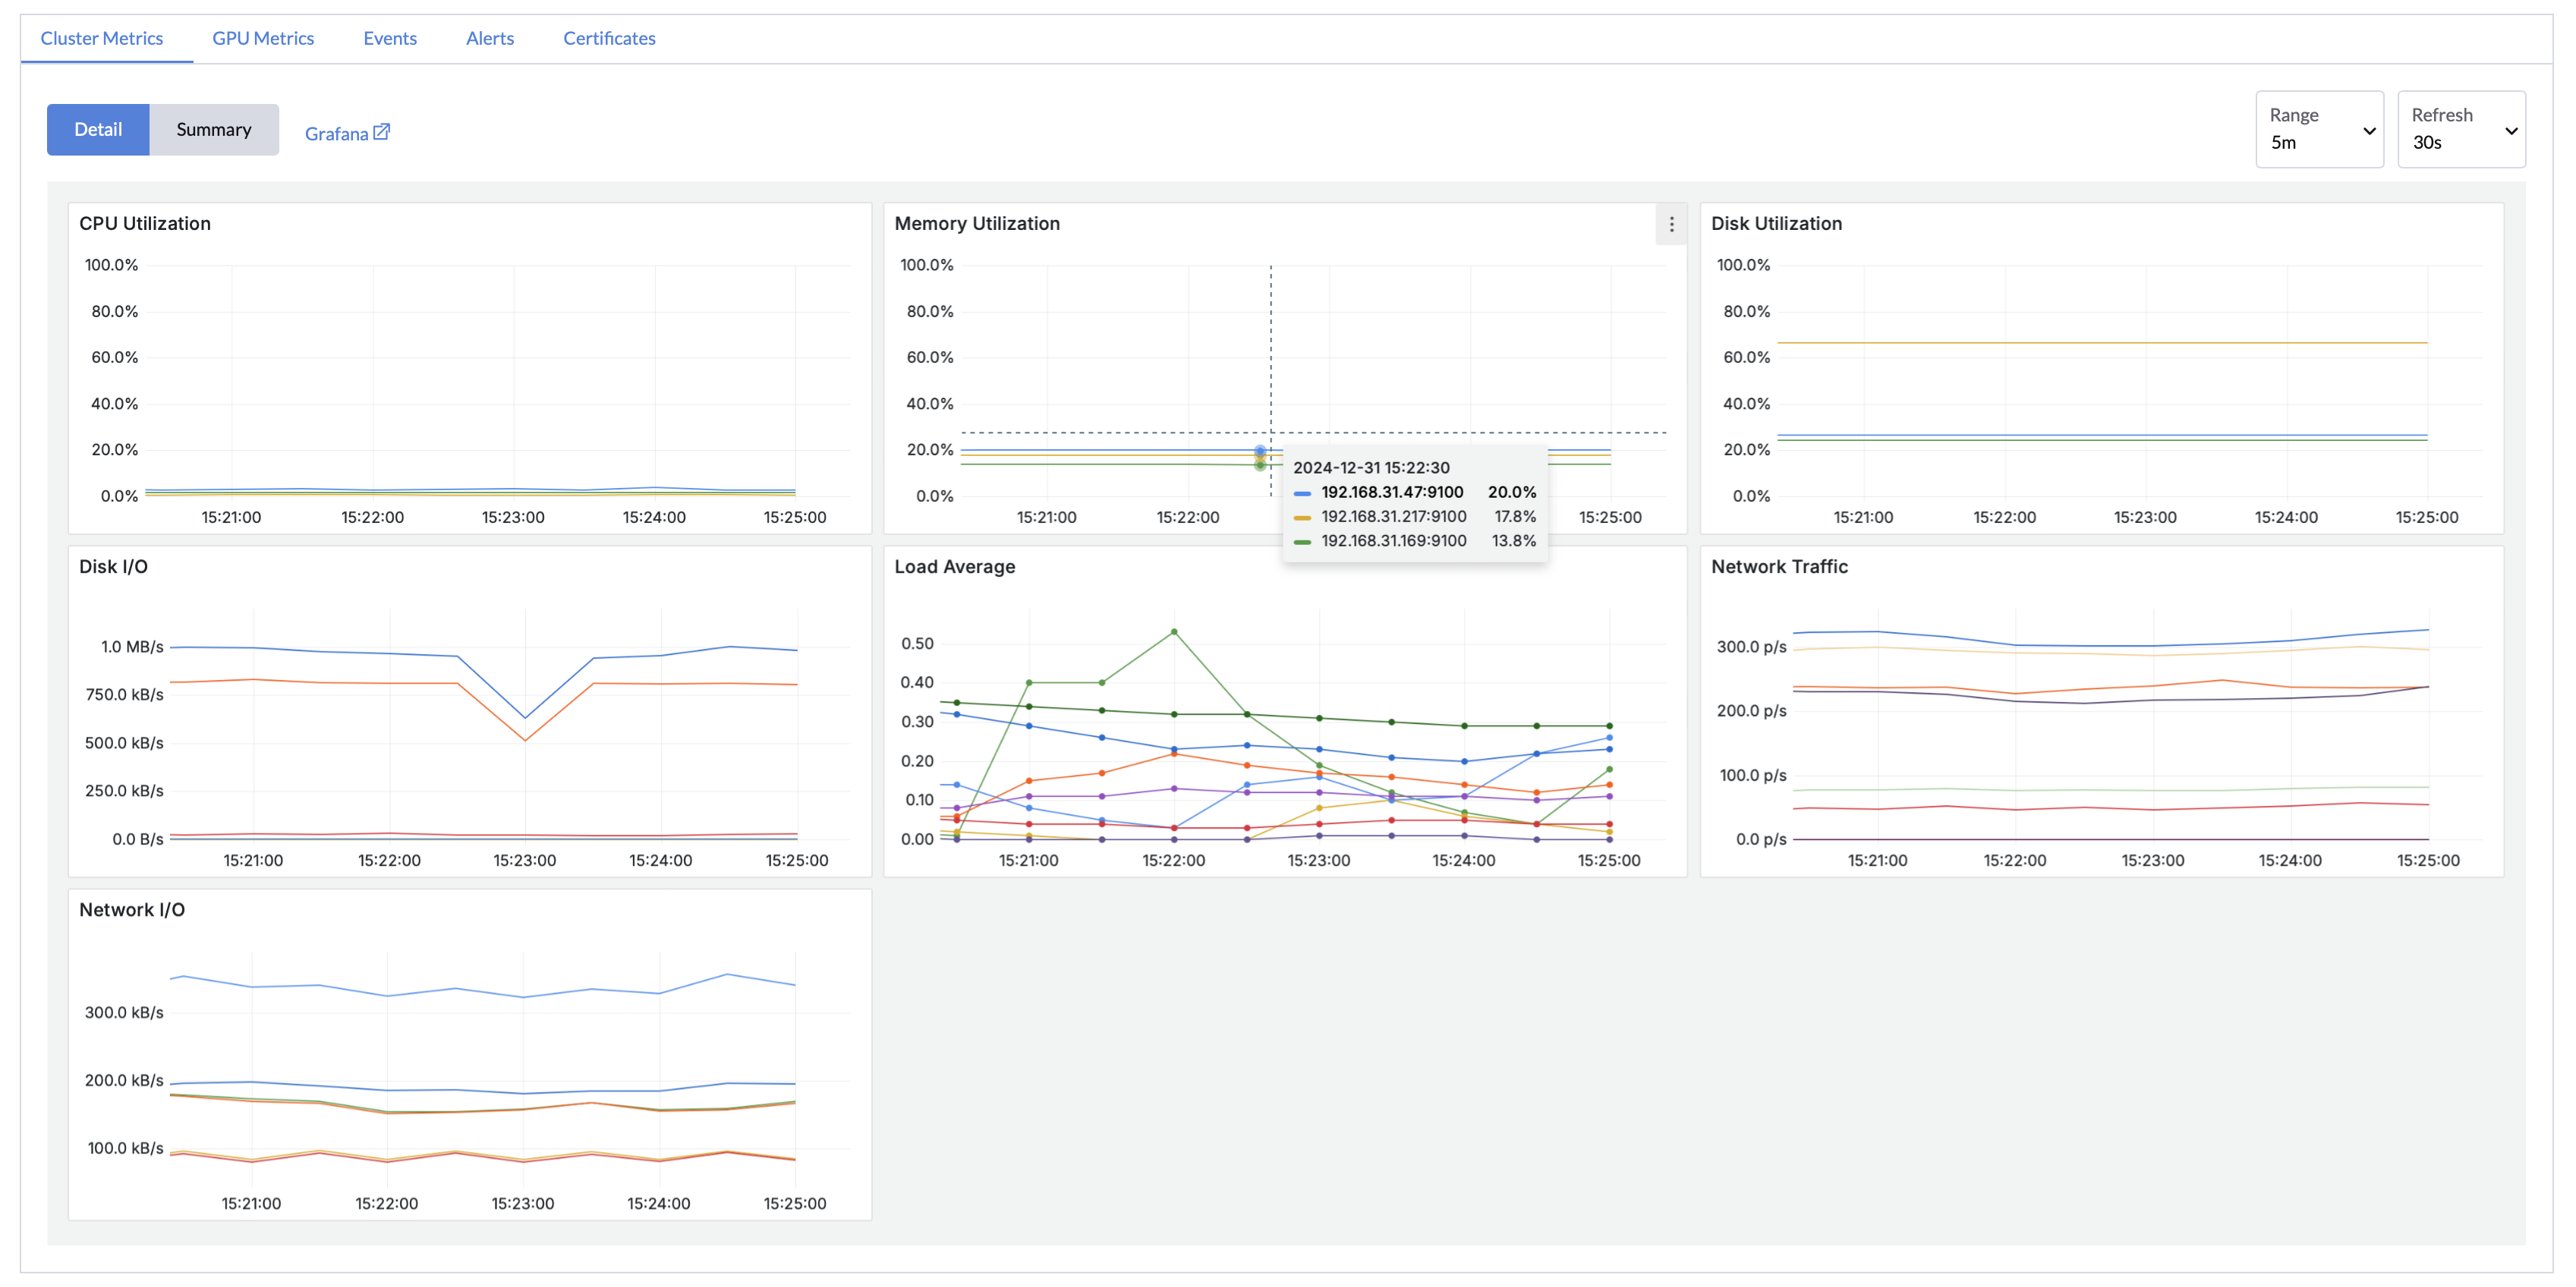 Cluster Metrics GPU Metrics Events Alerts Certificates
Detail Summary Grafana
Range
5m
Refresh
30s
CPU Utilization
100.0%
80.0%
60.0%
40.0%
20.0%
0.0%
15:21:00 15:22:00 15:23:00 15:24:00 15:25:00
Memory Utilization
100.0%
80.0%
60.0%
40.0%
20.0%
0.0%
15:21:00 15:22:00 15:25:00
2024-12-31 15:22:30
192.168.31.47:9100 20.0%
192.168.31.217:9100 17.8%
192.168.31.169:9100 13.8%
Disk Utilization
100.0%
80.0%
60.0%
40.0%
20.0%
0.0%
15:21:00 15:22:00 15:23:00 15:24:00 15:25:00
Disk I/O
1.0 MB/s
750.0 kB/s
500.0 kB/s
250.0 kB/s
0.0 B/s
15:21:00 15:22:00 15:23:00 15:24:00 15:25:00
Load Average
0.50
0.40
0.30
0.20
0.10
0.00
15:21:00 15:22:00 15:23:00 15:24:00 15:25:00
Network Traffic
300.0 p/s
200.0 p/s
100.0 p/s
0.0 p/s
15:21:00 15:22:00 15:23:00 15:24:00 15:25:00
Network I/O
300.0 kB/s
200.0 kB/s
100.0 kB/s
15:21:00 15:22:00 15:23:00 15:24:00 15:25:00